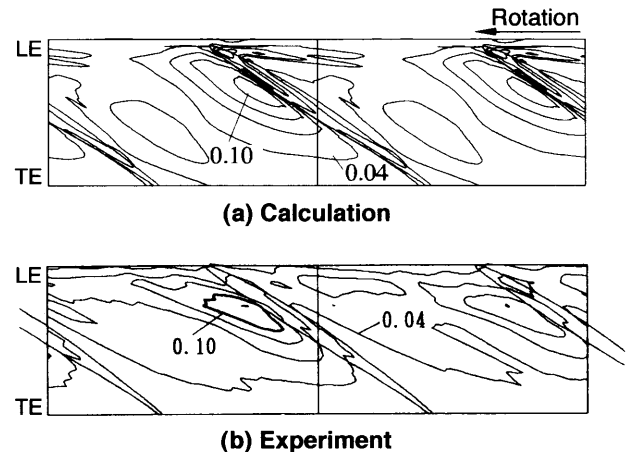 Rotation
LE
0.10
0.04
TE
(a) Calculation
LE
0.10
0.04
TE
(b) Experiment